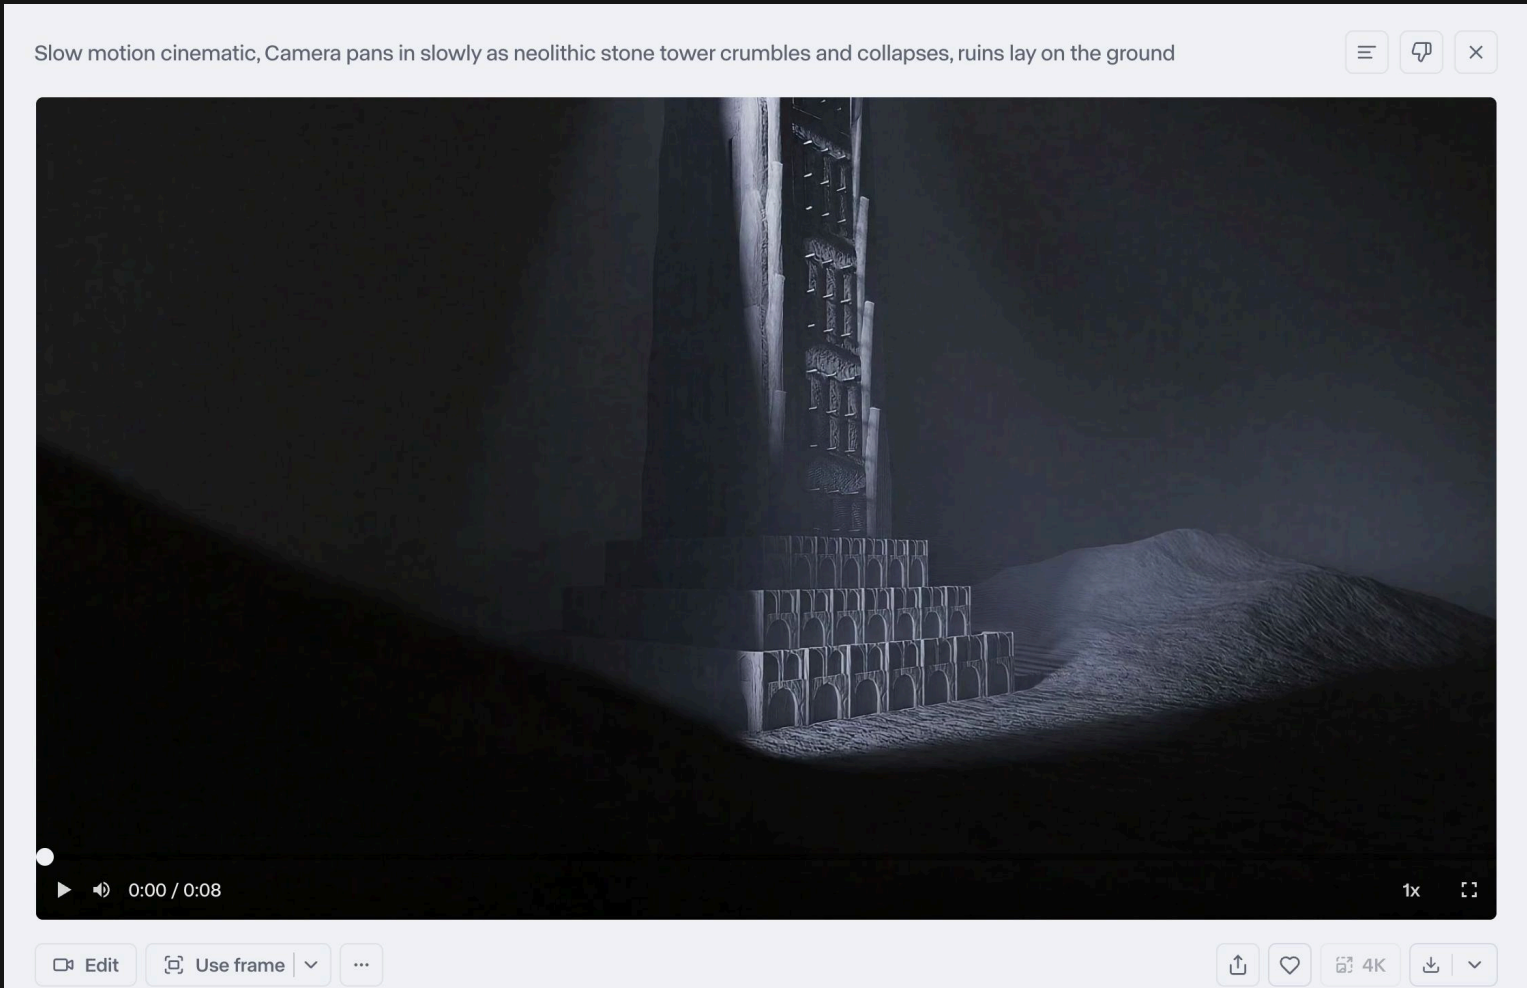 Slow motion cinematic, Camera pans in slowly as neolithic stone tower crumbles and collapses, ruins lay on the ground
0:00 / 0:08
1x
Edit
Use frame
4K